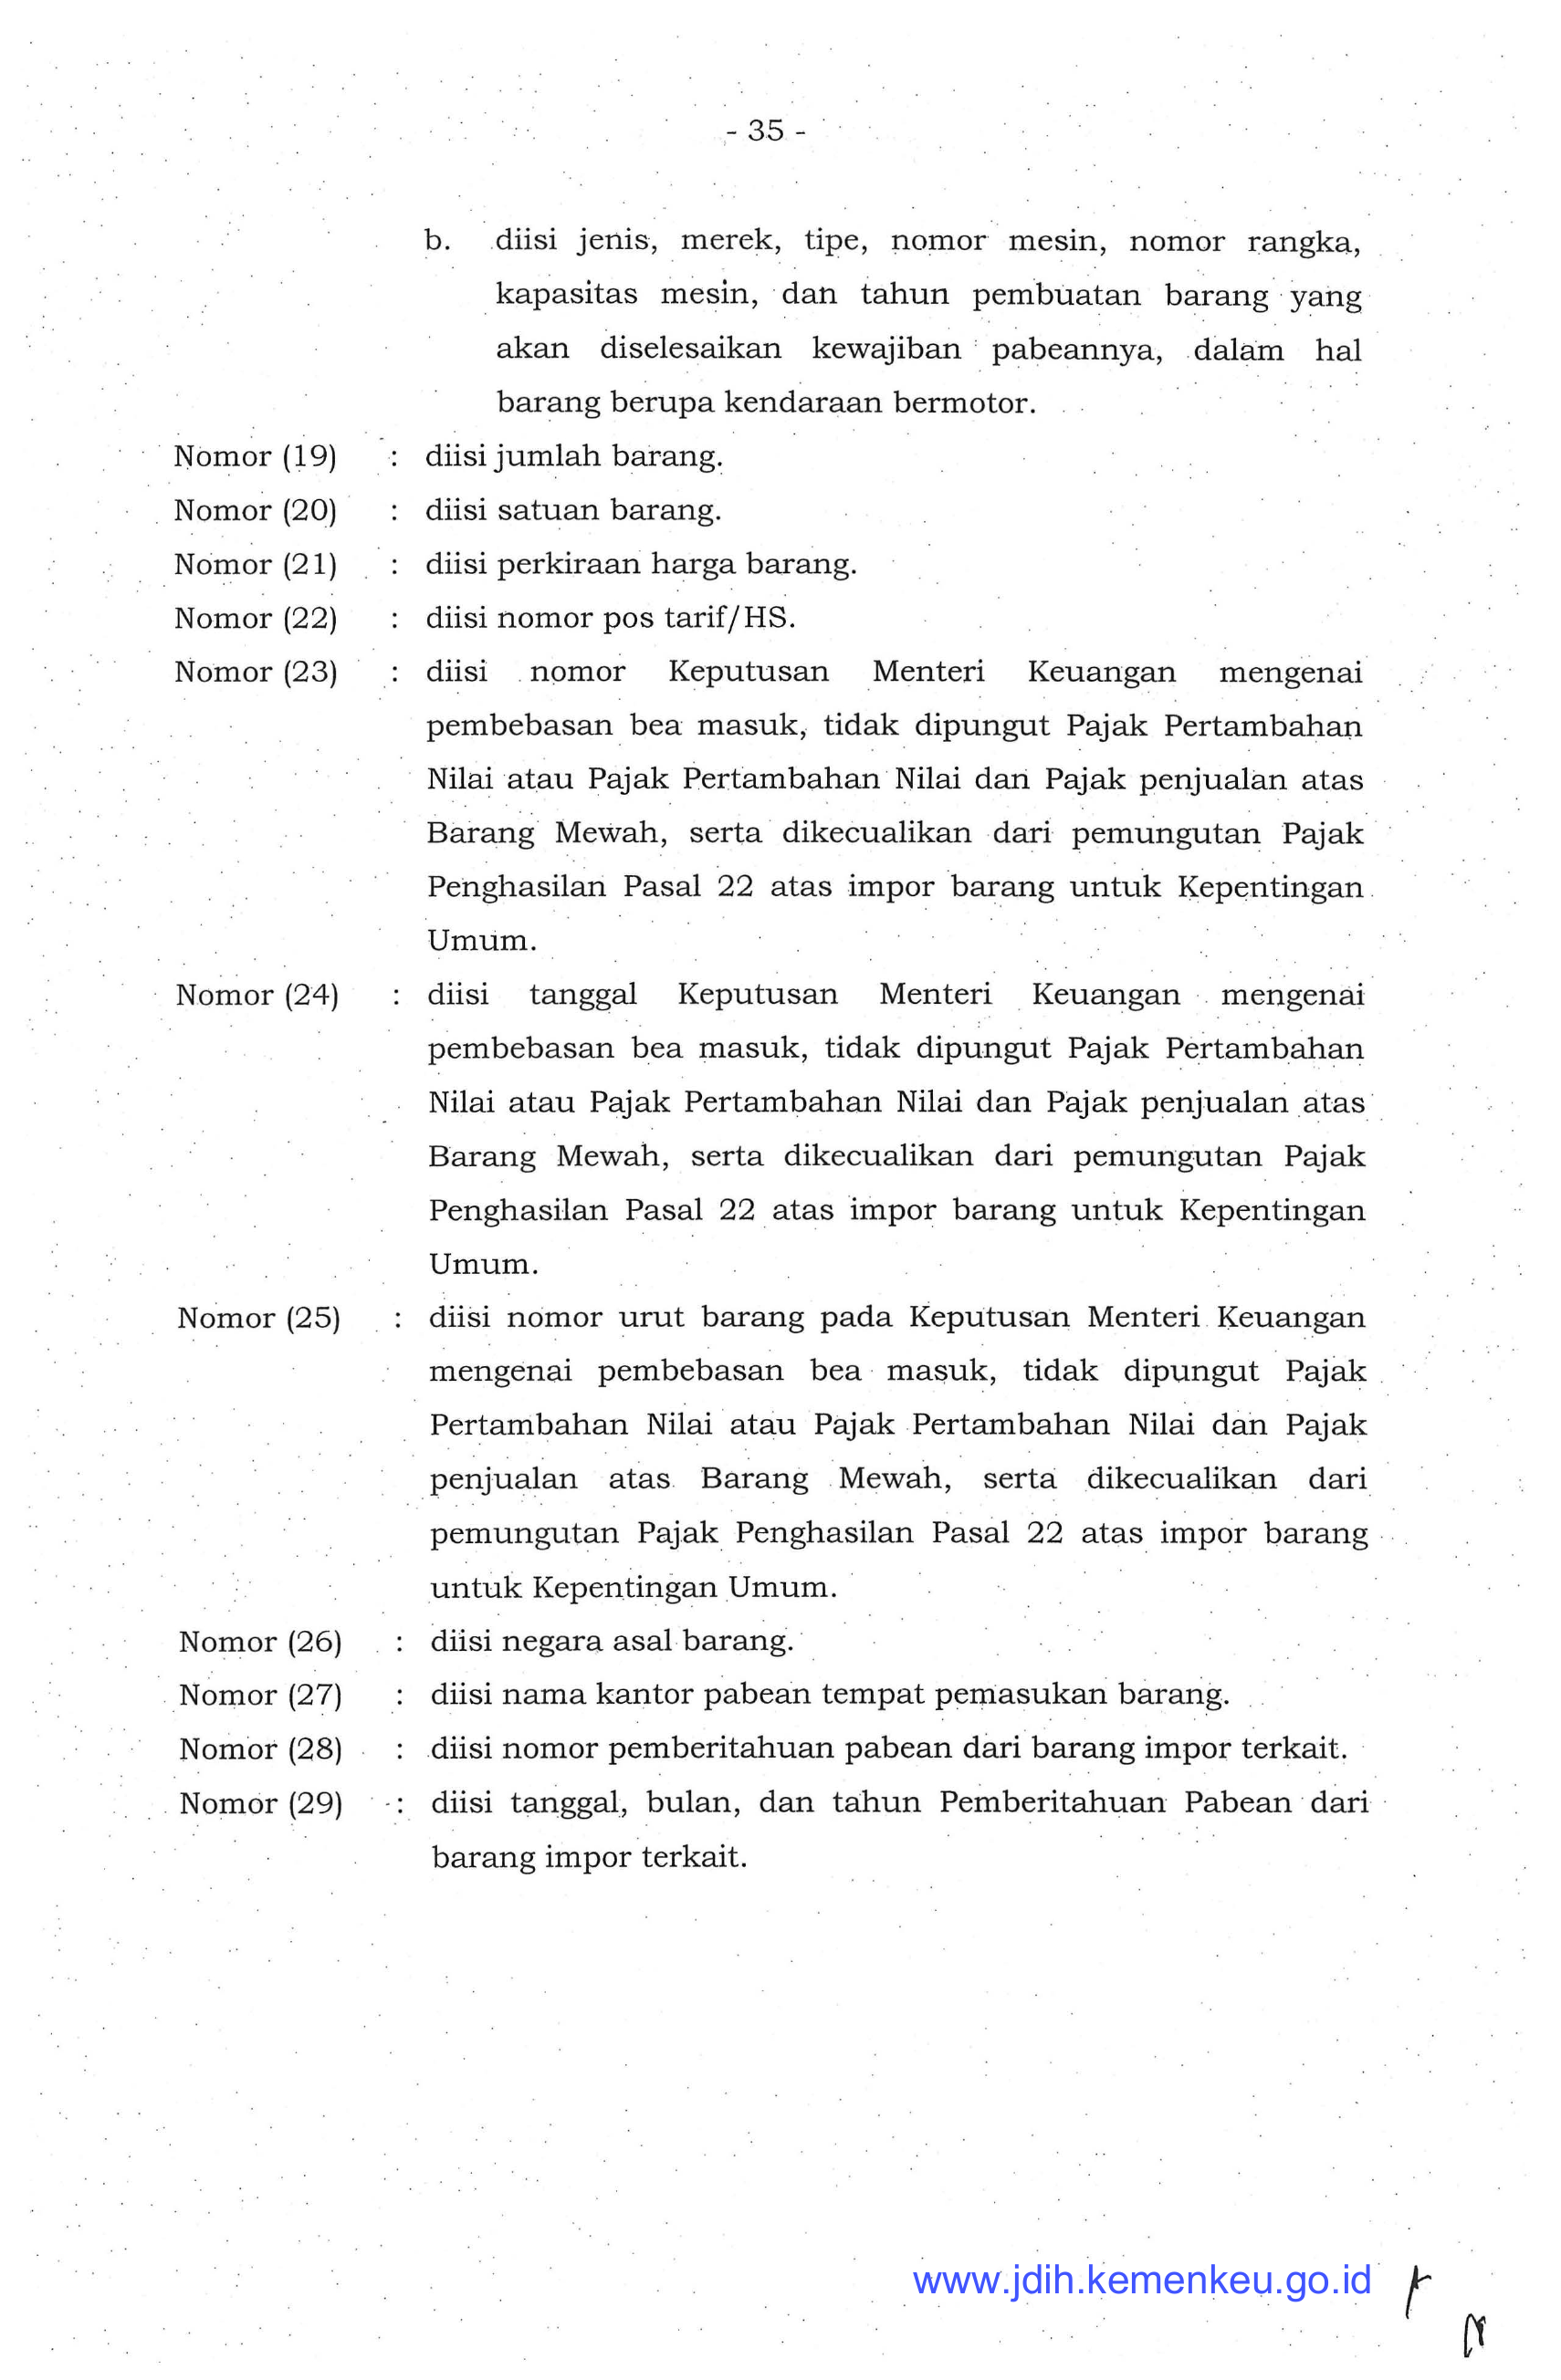 - 35 -
b. diisi jenis, merek, tipe, nomor mesin, nomor rangka,
kapasitas mesin, dan tahun pembuatan barang yang
akan diselesaikan kewajiban pabeannya, dalam hal
barang berupa kendaraan bermotor.
Nomor (19) : diisi jumlah barang.
Nomor (20) : diisi satuan barang.
Nomor (21) : diisi perkiraan harga barang.
Nomor (22) : diisi nomor pos tarif/HS.
Nomor (23) : diisi nomor Keputusan Menteri Keuangan mengenai
pembebasan bea masuk, tidak dipungut Pajak Pertambahan
Nilai atau Pajak Pertambahan Nilai dan Pajak penjualan atas
Barang Mewah, serta dikecualikan dari pemungutan Pajak
Penghasilan Pasal 22 atas impor barang untuk Kepentingan
Umum.
Nomor (24) : diisi tanggal Keputusan Menteri Keuangan mengenai
pembebasan bea masuk, tidak dipungut Pajak Pertambahan
Nilai atau Pajak Pertambahan Nilai dan Pajak penjualan atas
Barang Mewah, serta dikecualikan dari pemungutan Pajak
Penghasilan Pasal 22 atas impor barang untuk Kepentingan
Umum.
Nomor (25) : diisi nomor urut barang pada Keputusan Menteri Keuangan
mengenai pembebasan bea masuk, tidak dipungut Pajak
Pertambahan Nilai atau Pajak Pertambahan Nilai dan Pajak
penjualan atas Barang Mewah, serta dikecualikan dari
pemungutan Pajak Penghasilan Pasal 22 atas impor barang
untuk Kepentingan Umum.
Nomor (26) : diisi negara asal barang.
Nomor (27) : diisi nama kantor pabean tempat pemasukan barang.
Nomor (28) : diisi nomor pemberitahuan pabean dari barang impor terkait.
Nomor (29) : diisi tanggal, bulan, dan tahun Pemberitahuan Pabean dari
barang impor terkait.
www.jdih.kemenkeu.go.id